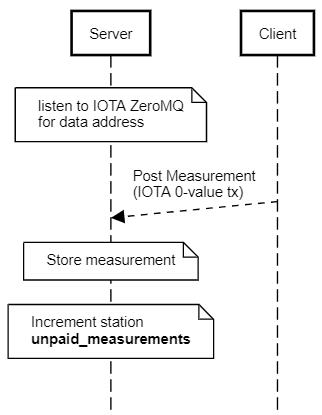 Server
Client
listen to IOTA ZeroMQ
for data address
Post Measurement
(IOTA 0-value tx)
Store measurement
Increment station
unpaid_measurements